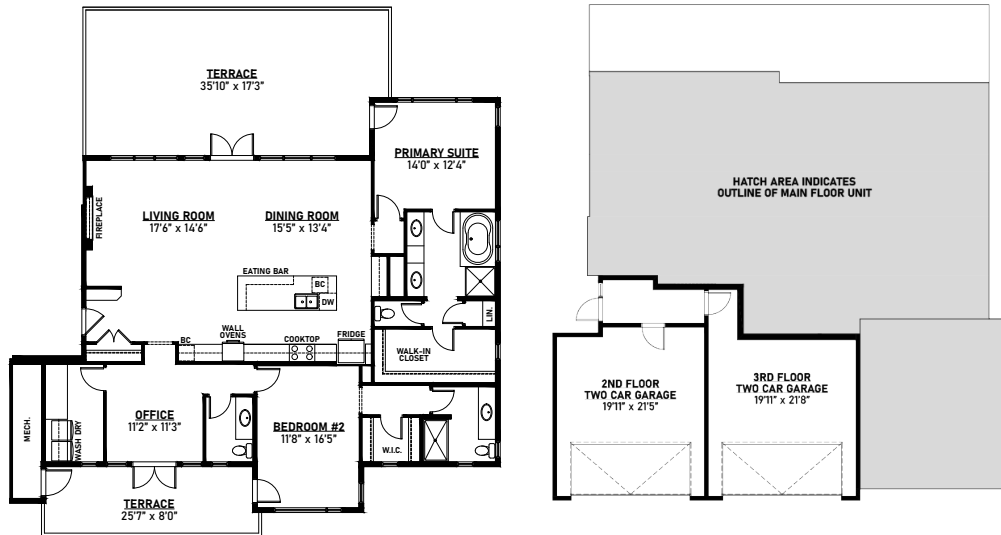 TERRACE
35'10" x 17'3"
PRIMARY SUITE
14'0" x 12'4"
FIREPLACE
LIVING ROOM
17'6" x 14'6"
DINING ROOM
15'5" x 13'4"
EATING BAR
BC
DW
LIN.
BC
WALL
OVENS
COOKTOP
FRIDGE
WALK-IN
CLOSET
MECH.
WASH DRY
OFFICE
11'2" x 11'3"
BEDROOM #2
11'8" x 16'5"
W.I.C.
TERRACE
25'7" x 8'0"
HATCH AREA INDICATES
OUTLINE OF MAIN FLOOR UNIT
2ND FLOOR
TWO CAR GARAGE
19'11" x 21'5"
3RD FLOOR
TWO CAR GARAGE
19'11" x 21'8"